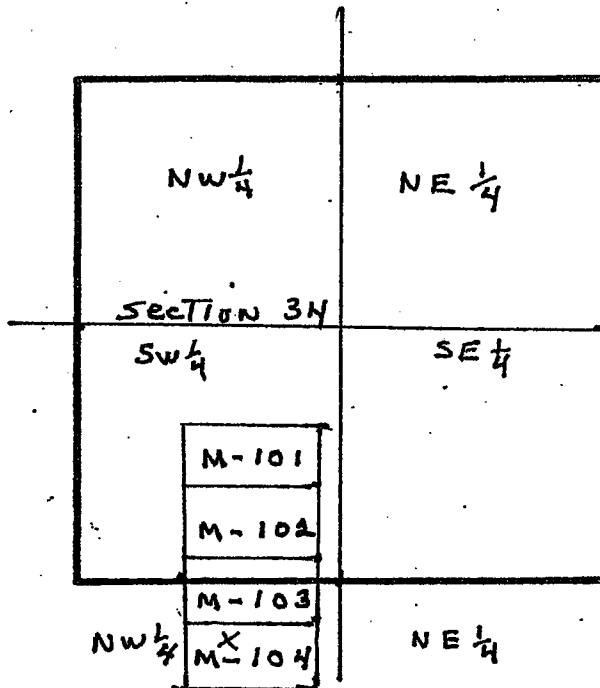 NW 1/4 NE 1/4
Section 34
SW 1/4 SE 1/4
M-101
M-102
M-103
NW 1/4 M-104 NE 1/4
X